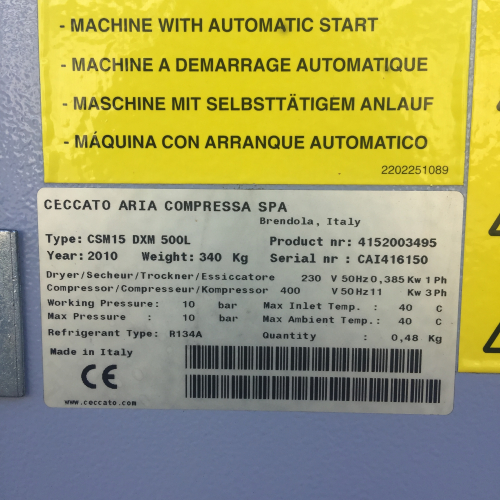 - MACHINE WITH AUTOMATIC START
- MACHINE A DEMARRAGE AUTOMATIQUE
- MASCHINE MIT SELBSTTÄTIGEM ANLAUF
- MÁQUINA CON ARRANQUE AUTOMATICO
2202251089
CECCATO ARIA COMPRESSA SPA
Brendola, Italy
Type: CSM15 DXM 500L Product nr: 4152003495
Year: 2010 Weight: 340 Kg Serial nr : CAI416150
Dryer/Secheur/Trockner/Essiccatore 230 V 50Hz 0,385 Kw 1 Ph
Compressor/Compresseur/Kompressor 400 V 50Hz 11 Kw 3 Ph
Working Pressure: 10 bar Max Inlet Temp. : 40 C
Max Pressure : 10 bar Max Ambient Temp.: 40 C
Refrigerant Type: R134A Quantity : 0,48 Kg
Made in Italy
CE
www.ceccato.com